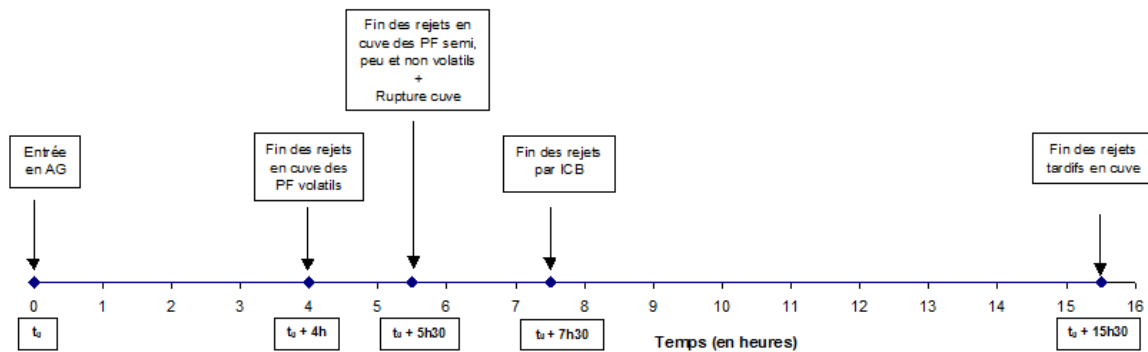 Fin des rejets en
cuve des PF semi,
peu et non volatils
+
Rupture cuve
Entrée
en AG
Fin des rejets
en cuve des
PF volatils
Fin des rejets
par ICB
Fin des rejets
tardifs en cuve
0 1 2 3 4 5 6 7 8 9 10 11 12 13 14 15 16
t₀
t₀ + 4h
t₀ + 5h30
t₀ + 7h30
t₀ + 15h30
Temps (en heures)